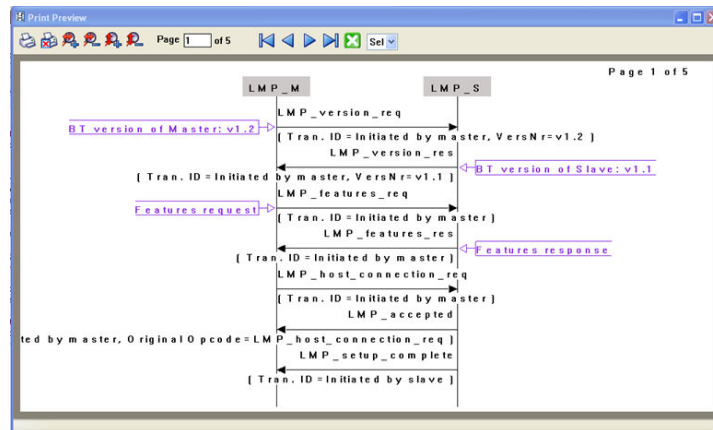 Print Preview
Page 1 of 5 Sel
Page 1 of 5
LMP_M LMP_S
LMP_version_req
BT version of Master: v1.2
( Tran. ID = Initiated by master, VersNr=v1.2 )
LMP_version_res
BT version of Slave: v1.1
( Tran. ID = Initiated by master, VersNr=v1.1 )
LMP_features_req
Features request
( Tran. ID = Initiated by master )
LMP_features_res
Features response
( Tran. ID = Initiated by master )
LMP_host_connection_req
( Tran. ID = Initiated by master )
LMP_accepted
ted by master, OriginalOpcode=LMP_host_connection_req )
LMP_setup_complete
( Tran. ID = Initiated by slave )